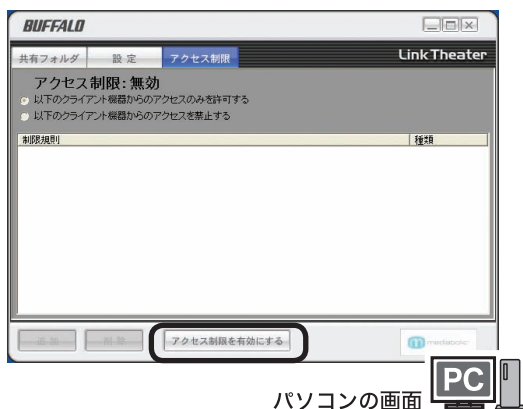 BUFFALO
共有フォルダ 設定 アクセス制限 LinkTheater
アクセス制限: 無効
以下のクライアント機器からのアクセスのみを許可する
以下のクライアント機器からのアクセスを禁止する
制限規則 種類
追加 削除 アクセス制限を有効にする mediabolic
パソコンの画面 PC